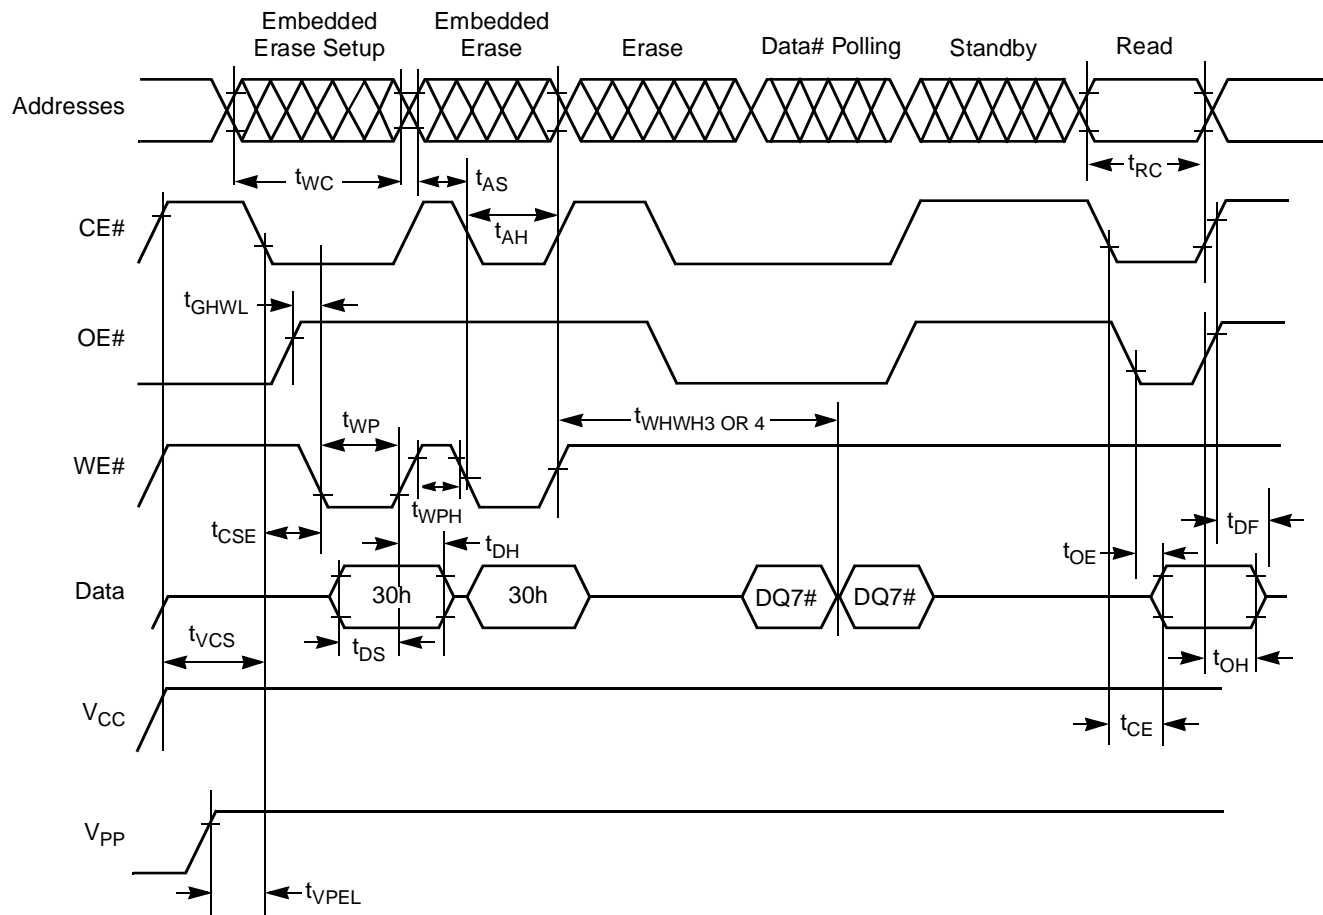 Embedded Erase Setup
Embedded Erase
Erase
Data# Polling
Standby
Read
Addresses
tWC
tAS
tRC
CE#
tAH
tGHWL
OE#
tWP
tWHWH3 OR 4
WE#
tWPH
tCSE
tDH
tOE
tDF
Data
30h
30h
DQ7#
DQ7#
tVCS
tDS
tOH
VCC
tCE
VPP
tVPEL